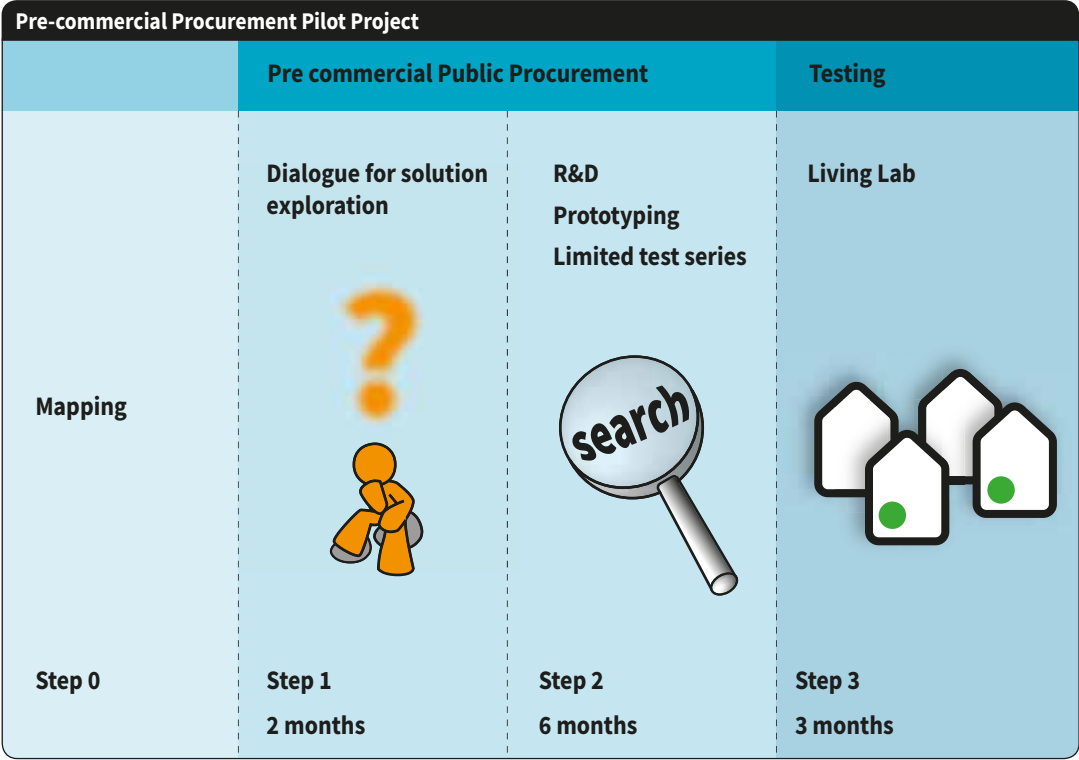 Pre-commercial Procurement Pilot Project
Pre commercial Public Procurement
Testing
Mapping
Step 0
Dialogue for solution
exploration
?
Step 1
2 months
R&D
Prototyping
Limited test series
search
Step 2
6 months
Living Lab
Step 3
3 months